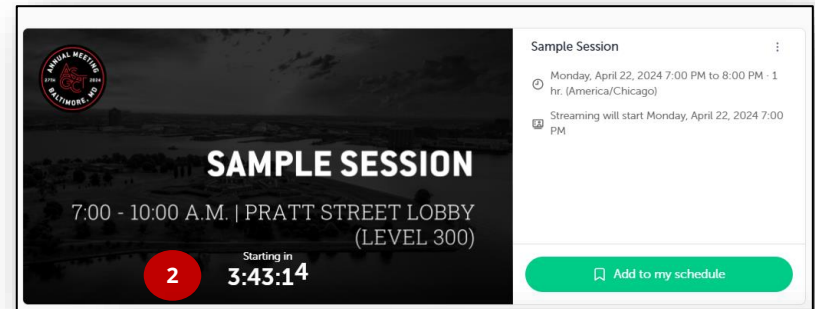 ANNUAL MEETING
ASGCT
27TH 2024
BALTIMORE, MD
SAMPLE SESSION
7:00 - 10:00 A.M. | PRATT STREET LOBBY
(LEVEL 300)
Starting in
2
3:43:14
Sample Session
Monday, April 22, 2024 7:00 PM to 8:00 PM · 1
hr. (America/Chicago)
Streaming will start Monday, April 22, 2024 7:00
PM
Add to my schedule